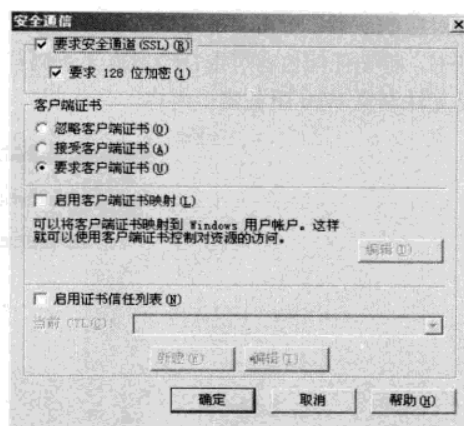 安全通信
要求安全通道(SSL)(R)
要求 128 位加密(1)
客户端证书
忽略客户端证书(O)
接受客户端证书(A)
要求客户端证书(U)
启用客户端证书映射(L)
可以将客户端证书映射到 Windows 用户帐户。这样
就可以使用客户端证书控制对资源的访问。
编辑(D)
启用证书信任列表(N)
当前 CTL(C):
新建(E) 编辑(T)
确定 取消 帮助(H)